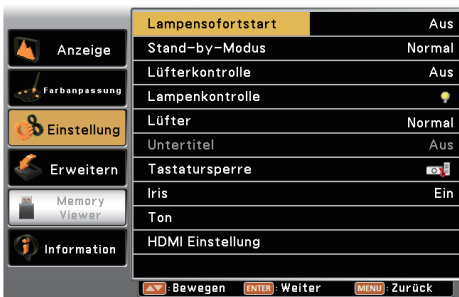 Anzeige
Farbanpassung
Einstellung
Erweitern
Memory
Viewer
Information
Lampensofortstart Aus
Stand-by-Modus Normal
Lüfterkontrolle Aus
Lampenkontrolle
Lüfter Normal
Untertitel Aus
Tastatursperre
Iris Ein
Ton
HDMI Einstellung
:Bewegen ENTER :Weiter MENU :Zurück